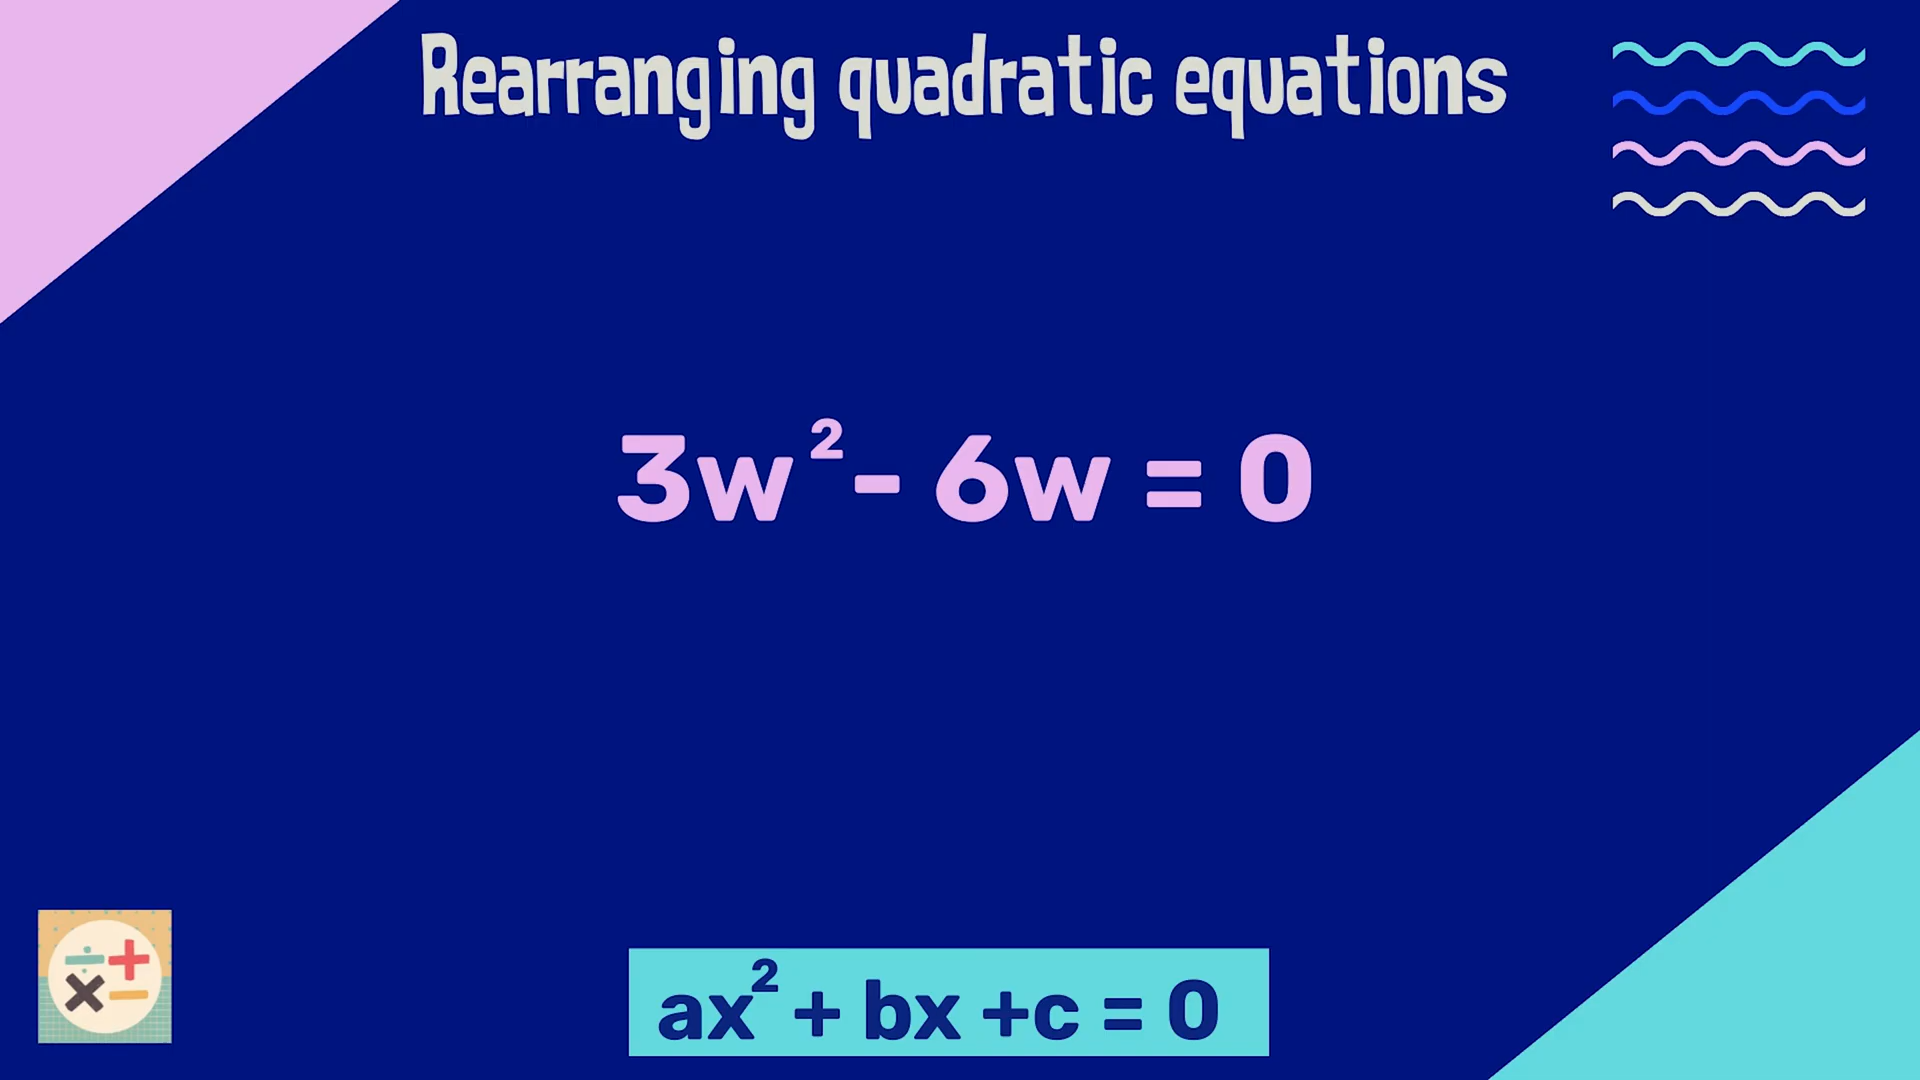 Rearranging quadratic equations
3w² - 6w = 0
ax² + bx +c = 0